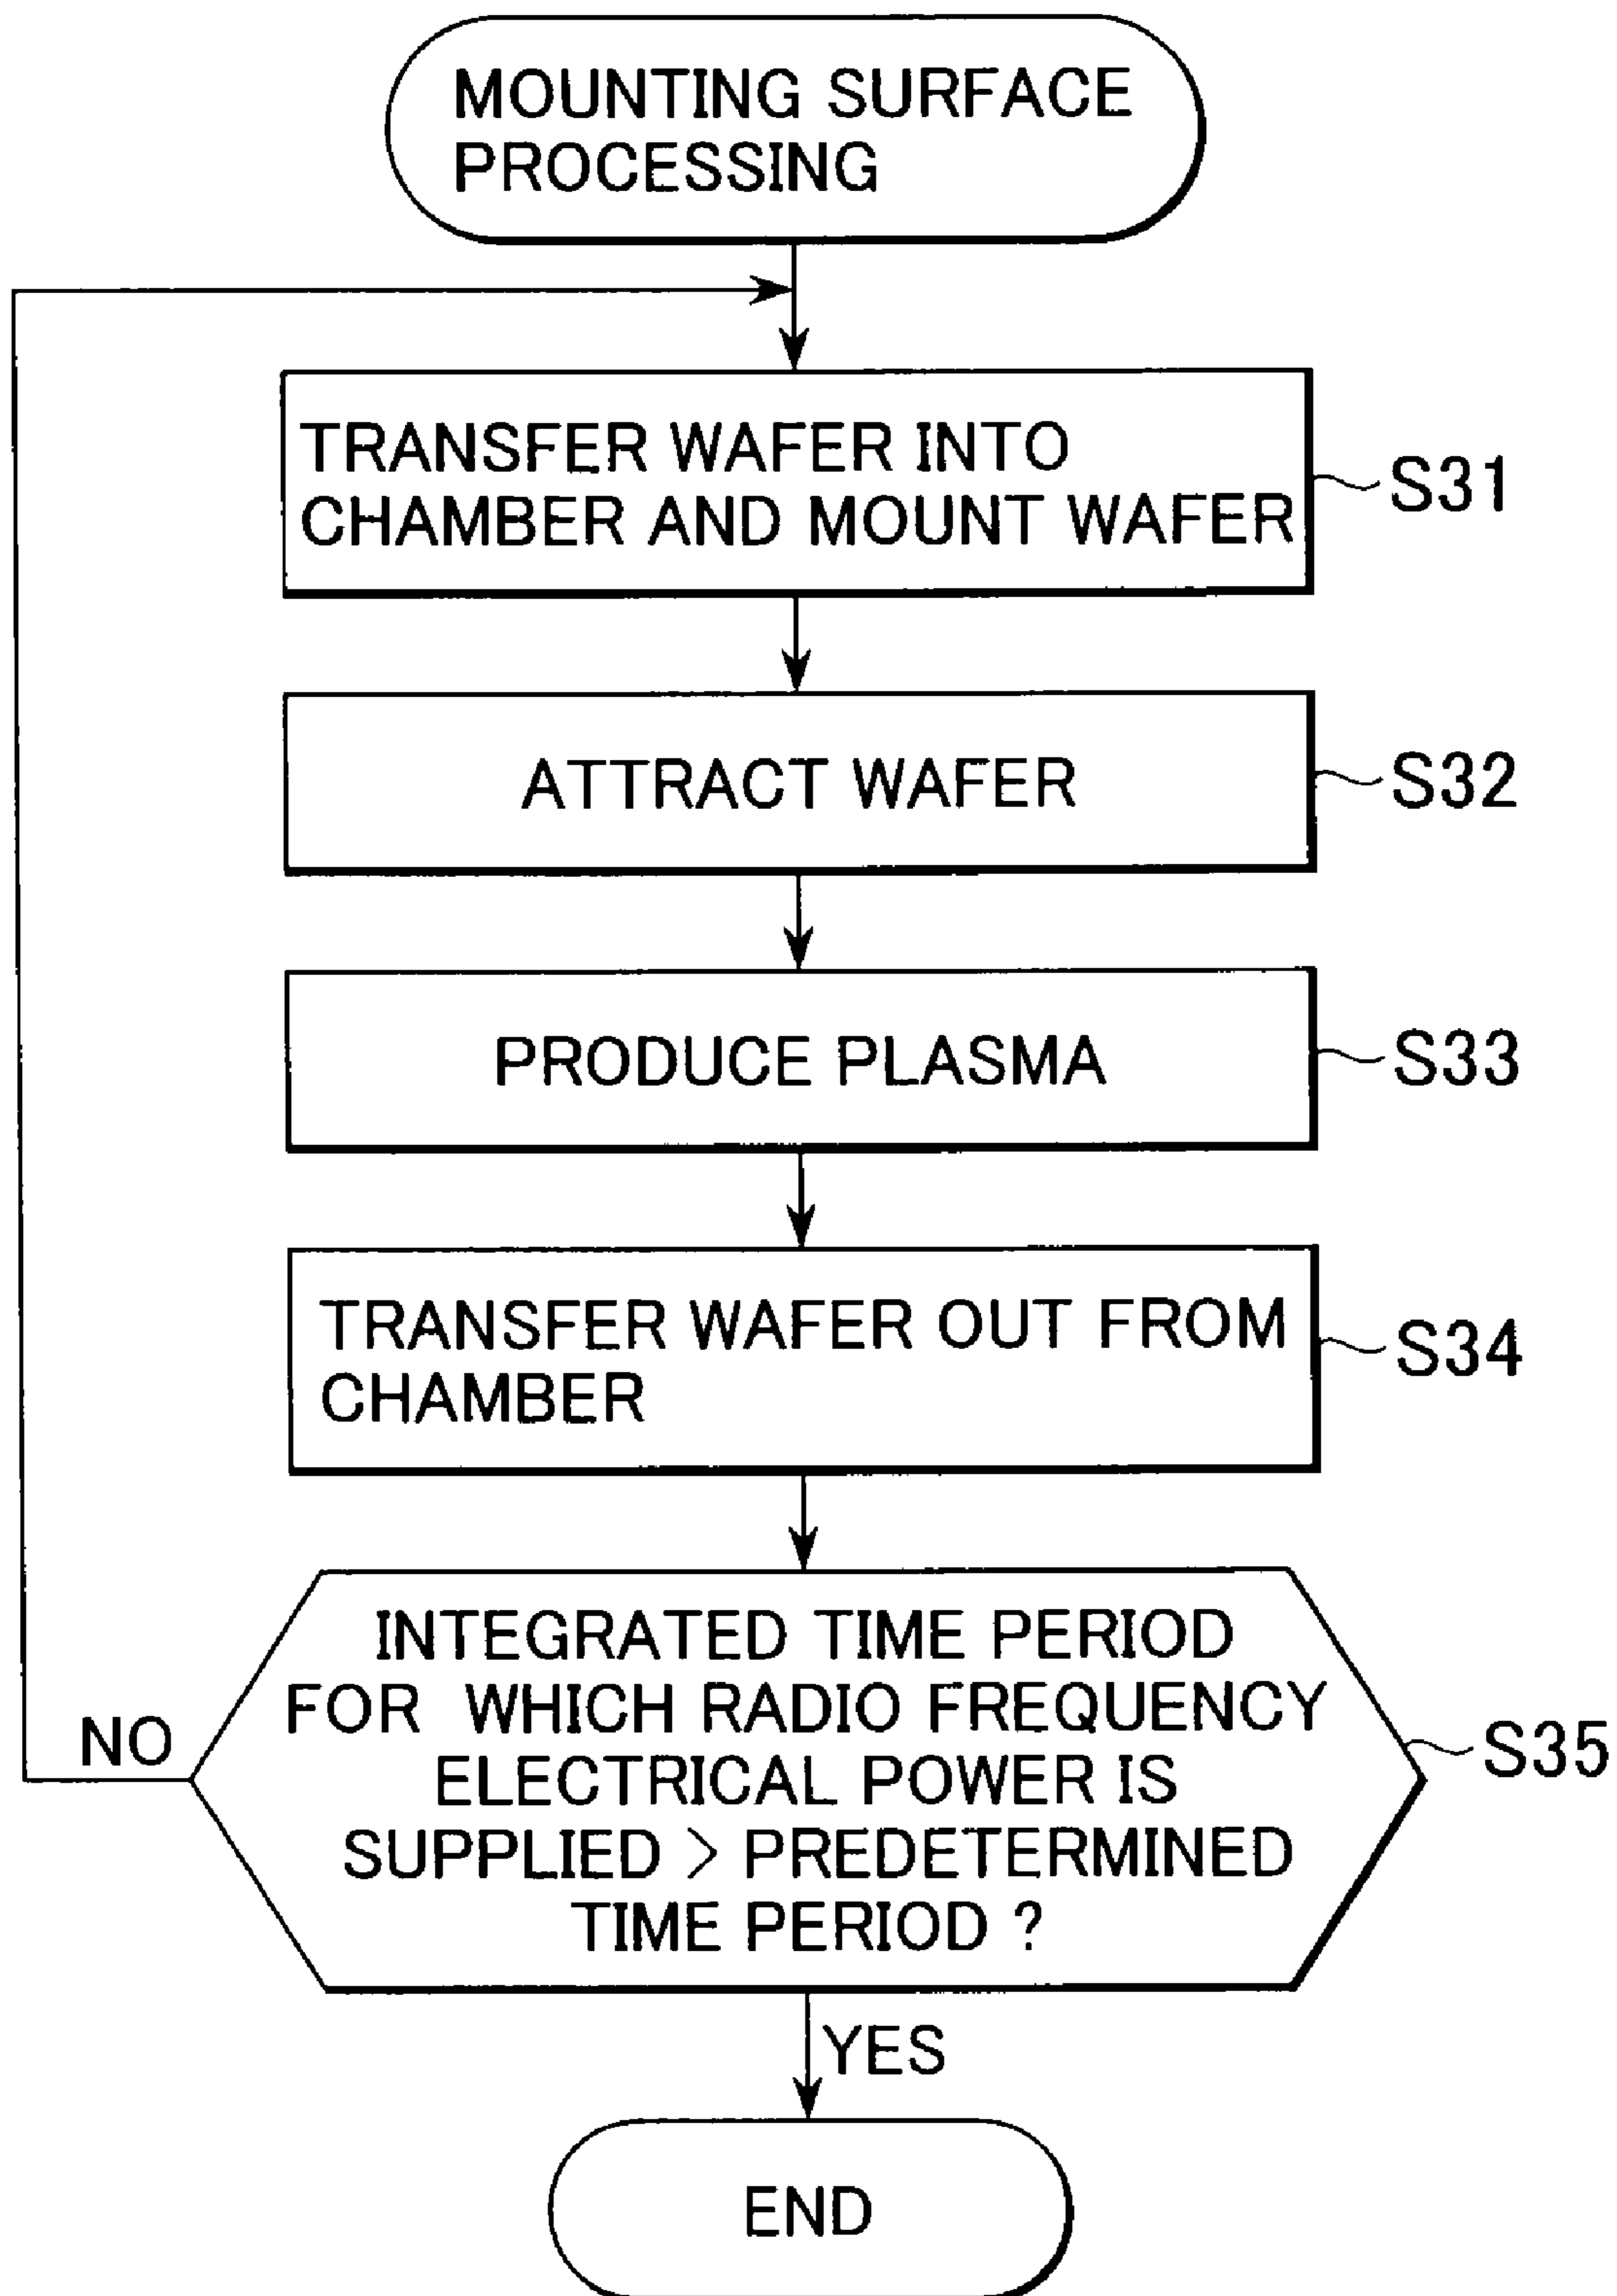 MOUNTING SURFACE
PROCESSING
TRANSFER WAFER INTO
CHAMBER AND MOUNT WAFER
S31
ATTRACT WAFER
S32
PRODUCE PLASMA
S33
TRANSFER WAFER OUT FROM
CHAMBER
S34
INTEGRATED TIME PERIOD
FOR WHICH RADIO FREQUENCY
ELECTRICAL POWER IS
SUPPLIED > PREDETERMINED
TIME PERIOD ?
NO
S35
YES
END